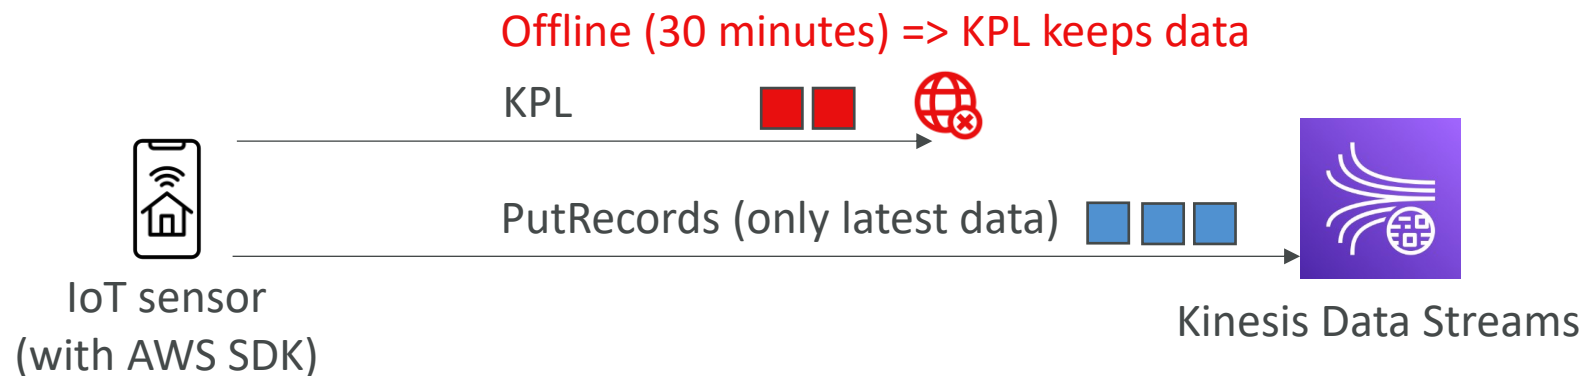 Offline (30 minutes) => KPL keeps data
KPL
PutRecords (only latest data)
IoT sensor
(with AWS SDK)
Kinesis Data Streams